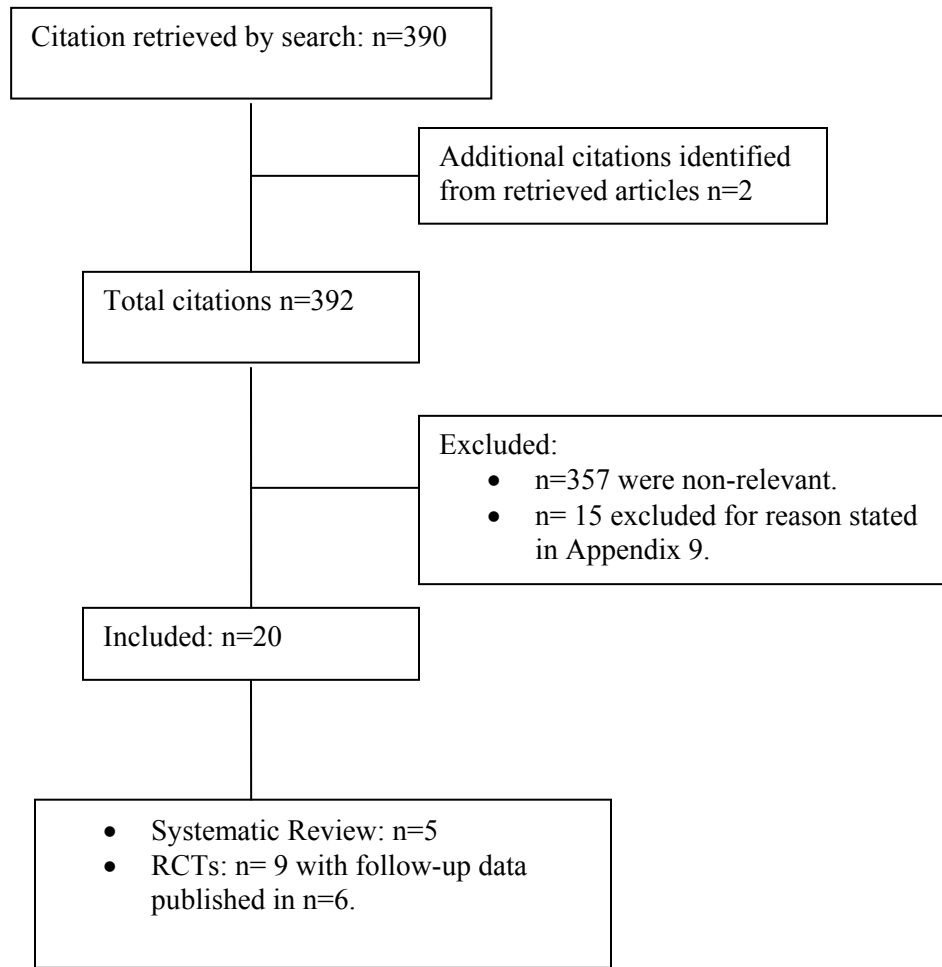 Citation retrieved by search: n=390
Additional citations identified
from retrieved articles n=2
Total citations n=392
Excluded:
• n=357 were non-relevant.
• n= 15 excluded for reason stated
in Appendix 9.
Included: n=20
• Systematic Review: n=5
• RCTs: n= 9 with follow-up data
published in n=6.